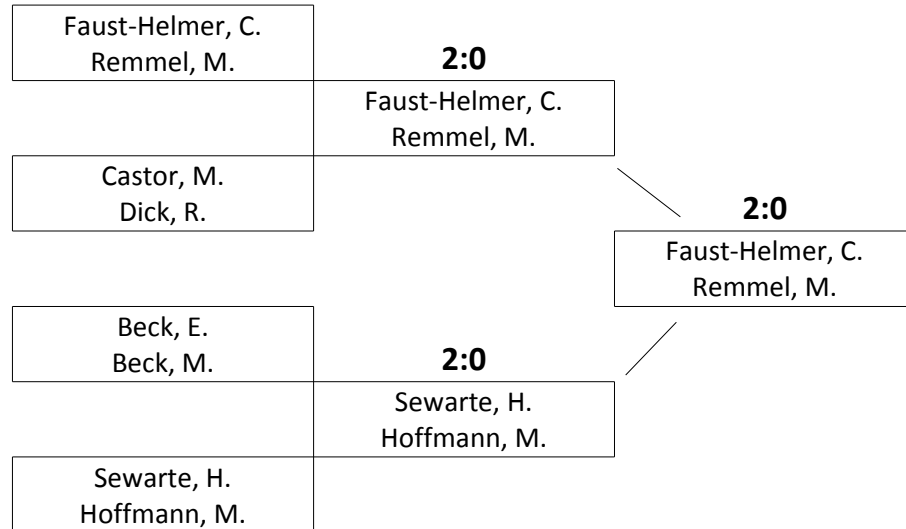 Faust-Helmer, C.
Remmel, M.
2:0
Faust-Helmer, C.
Remmel, M.
Castor, M.
Dick, R.
2:0
Faust-Helmer, C.
Remmel, M.
Beck, E.
Beck, M.
2:0
Sewarte, H.
Hoffmann, M.
Sewarte, H.
Hoffmann, M.